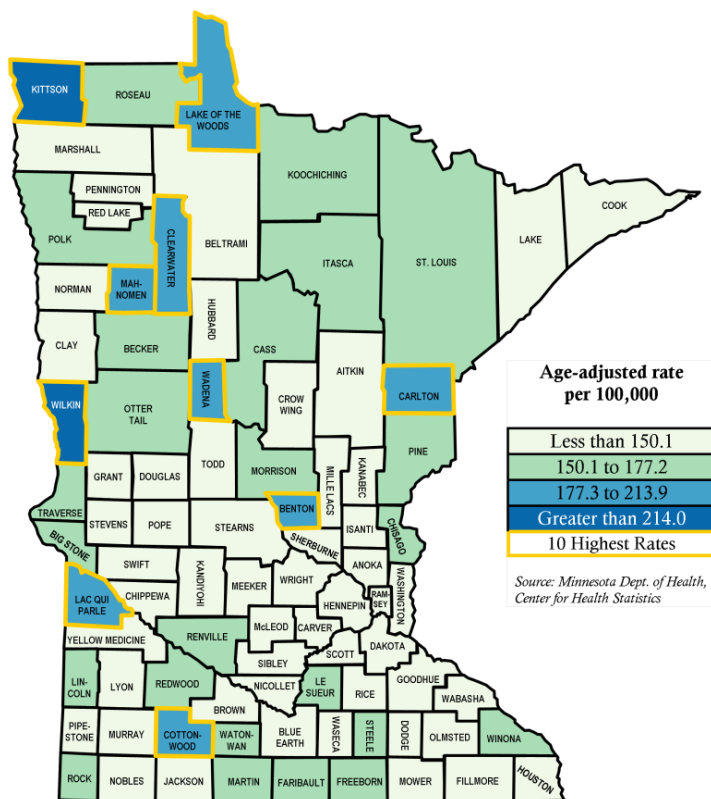 KITTSON
ROSEAU
LAKE OF THE
WOODS
MARSHALL
KOOCHICHING
PENNINGTON
RED LAKE
COOK
POLK
CLEARWATER
BELTRAMI
LAKE
ITASCA
ST. LOUIS
NORMAN
MAH-
NOMEN
HUBBARD
CLAY
BECKER
CASS
AITKIN
WADENA
CARLTON
CROW
WING
WILKIN
OTTER
TAIL
PINE
TODD
MORRISON
MILLE LACS
KANABEC
GRANT
DOUGLAS
BENTON
TRAVERSE
STEVENS
POPE
STEARNS
ISANTI
CHISAGO
BIG STONE
SHERBURNE
SWIFT
KANDIYOHI
ANOKA
WASHINGTON
MEEKER
WRIGHT
LAC QUI
PARLE
CHIPPEWA
HENNEPIN
RAM-
SEY
YELLOW MEDICINE
RENVILLE
McLEOD
CARVER
DAKOTA
SCOTT
SIBLEY
LIN-
COLN
LYON
REDWOOD
NICOLLET
LE
SUEUR
RICE
GOODHUE
WABASHA
BROWN
PIPE-
STONE
MURRAY
COTTON-
WOOD
WATON-
WAN
BLUE
EARTH
WASECA
STEELE
DODGE
OLMSTED
WINONA
ROCK
NOBLES
JACKSON
MARTIN
FARIBAULT
FREEBORN
MOWER
FILLMORE
HOUSTON
Age-adjusted rate
per 100,000
Less than 150.1
150.1 to 177.2
177.3 to 213.9
Greater than 214.0
10 Highest Rates
Source: Minnesota Dept. of Health,
Center for Health Statistics